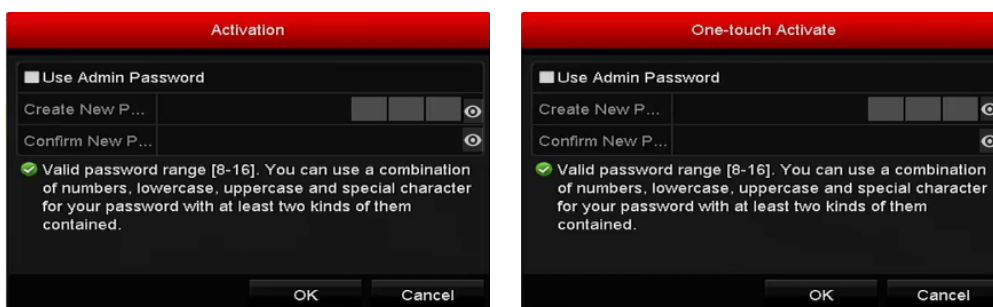 Activation
Use Admin Password
Create New P...
Confirm New P...
Valid password range [8-16]. You can use a combination
of numbers, lowercase, uppercase and special character
for your password with at least two kinds of them
contained.
OK Cancel
One-touch Activate
Use Admin Password
Create New P...
Confirm New P...
Valid password range [8-16]. You can use a combination
of numbers, lowercase, uppercase and special character
for your password with at least two kinds of them
contained.
OK Cancel